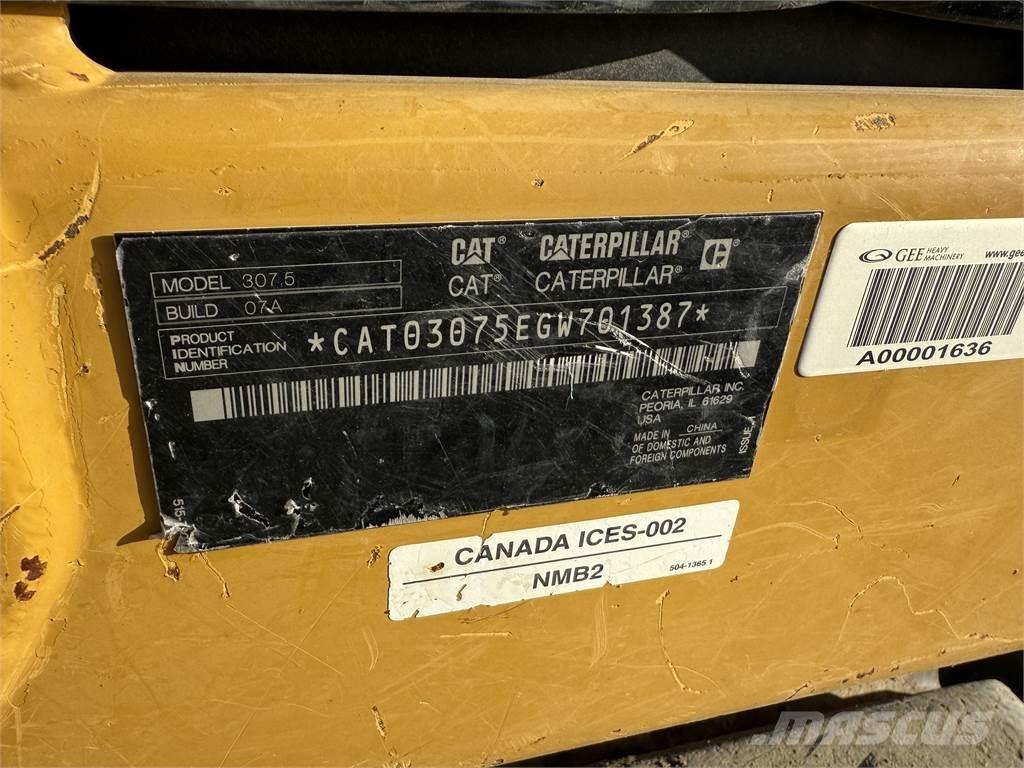 CAT® CATERPILLAR®
CAT® CATERPILLAR®
MODEL 307.5
BUILD 07A
PRODUCT
IDENTIFICATION
NUMBER
*CAT03075EGW701387*
CATERPILLAR INC.
PEORIA, IL 61629
USA
MADE IN CHINA
OF DOMESTIC AND
FOREIGN COMPONENTS
CANADA ICES-002
NMB2
504-1365 1
GEE HEAVY
MACHINERY
A00001636
MASCUS